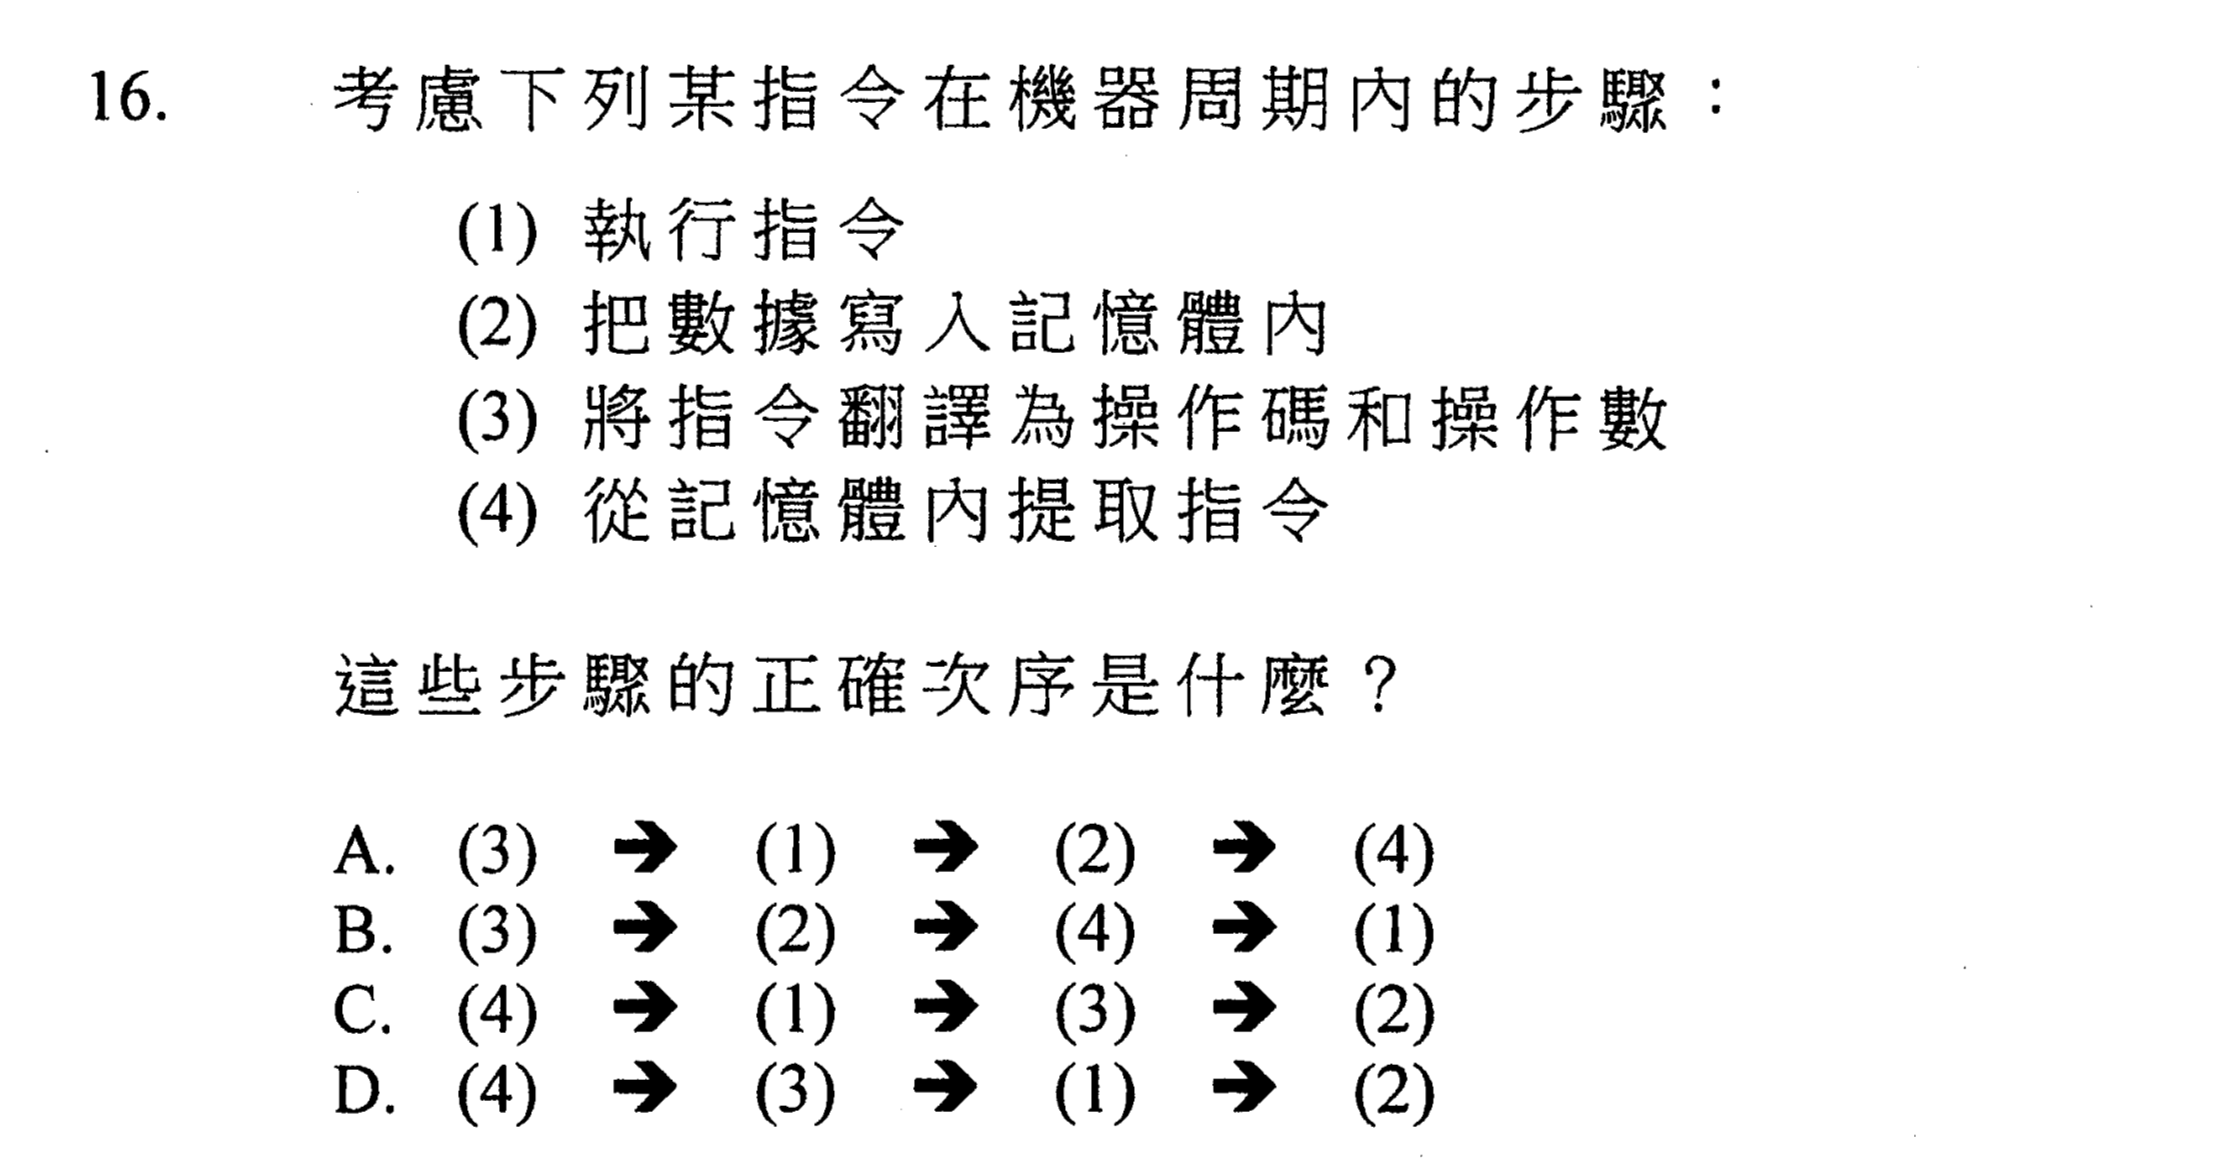 16. 考慮下列某指令在機器周期內的步驟：
(1) 執行指令
(2) 把數據寫入記憶體內
(3) 將指令翻譯為操作碼和操作數
(4) 從記憶體內提取指令
這些步驟的正確次序是什麼？
A. (3) ➔ (1) ➔ (2) ➔ (4)
B. (3) ➔ (2) ➔ (4) ➔ (1)
C. (4) ➔ (1) ➔ (3) ➔ (2)
D. (4) ➔ (3) ➔ (1) ➔ (2)